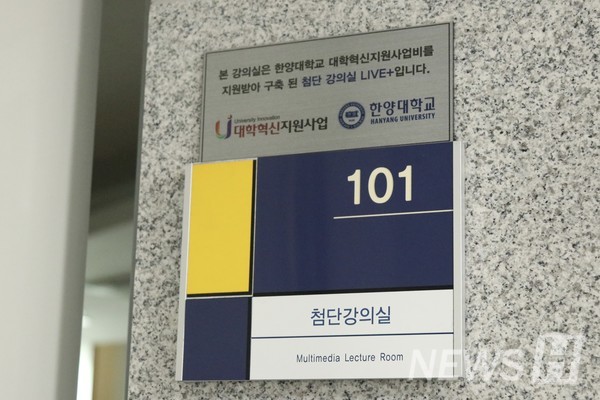 본 강의실은 한양대학교 대학혁신지원사업비를
지원받아 구축 된 첨단 강의실 LIVE+입니다.
University Innovation
대학혁신지원사업
한양대학교
HANYANG UNIVERSITY
101
첨단강의실
Multimedia Lecture Room
NEWS